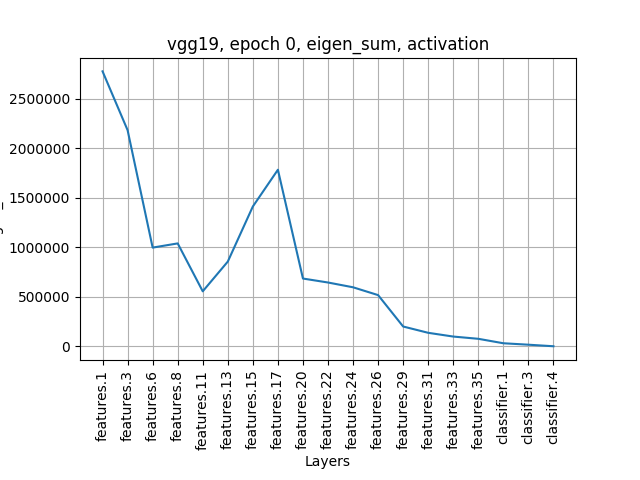 vgg19, epoch 0, eigen_sum, activation
2500000
2000000
1500000
1000000
500000
0
features.1
features.3
features.6
features.8
features.11
features.13
features.15
features.17
features.20
features.22
features.24
features.26
features.29
features.31
features.33
features.35
classifier.1
classifier.3
classifier.4
Layers